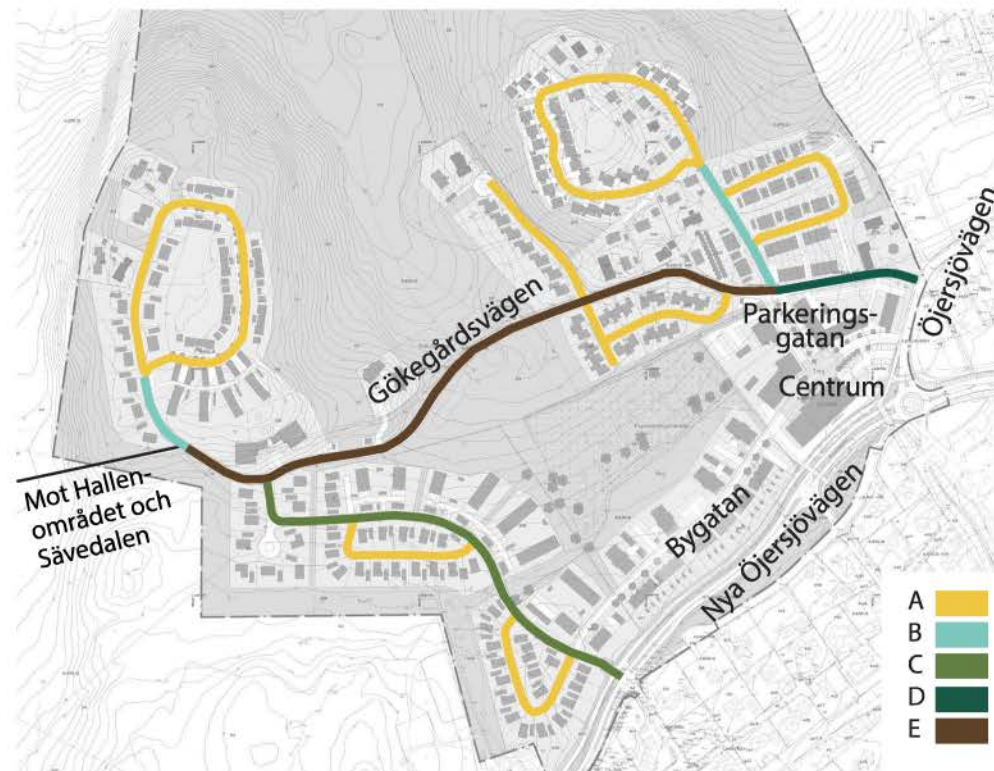 Öjersjövägen
Gökegårdsvägen
Parkerings-
gatan
Centrum
Mot Hallen-
området och
Sävedalen
Bygatan
Nya Öjersjövägen
A
B
C
D
E